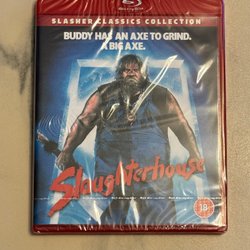 SLASHER CLASSICS COLLECTION
BUDDY HAS AN AXE TO GRIND.
A BIG AXE.
Slaughterhouse
18